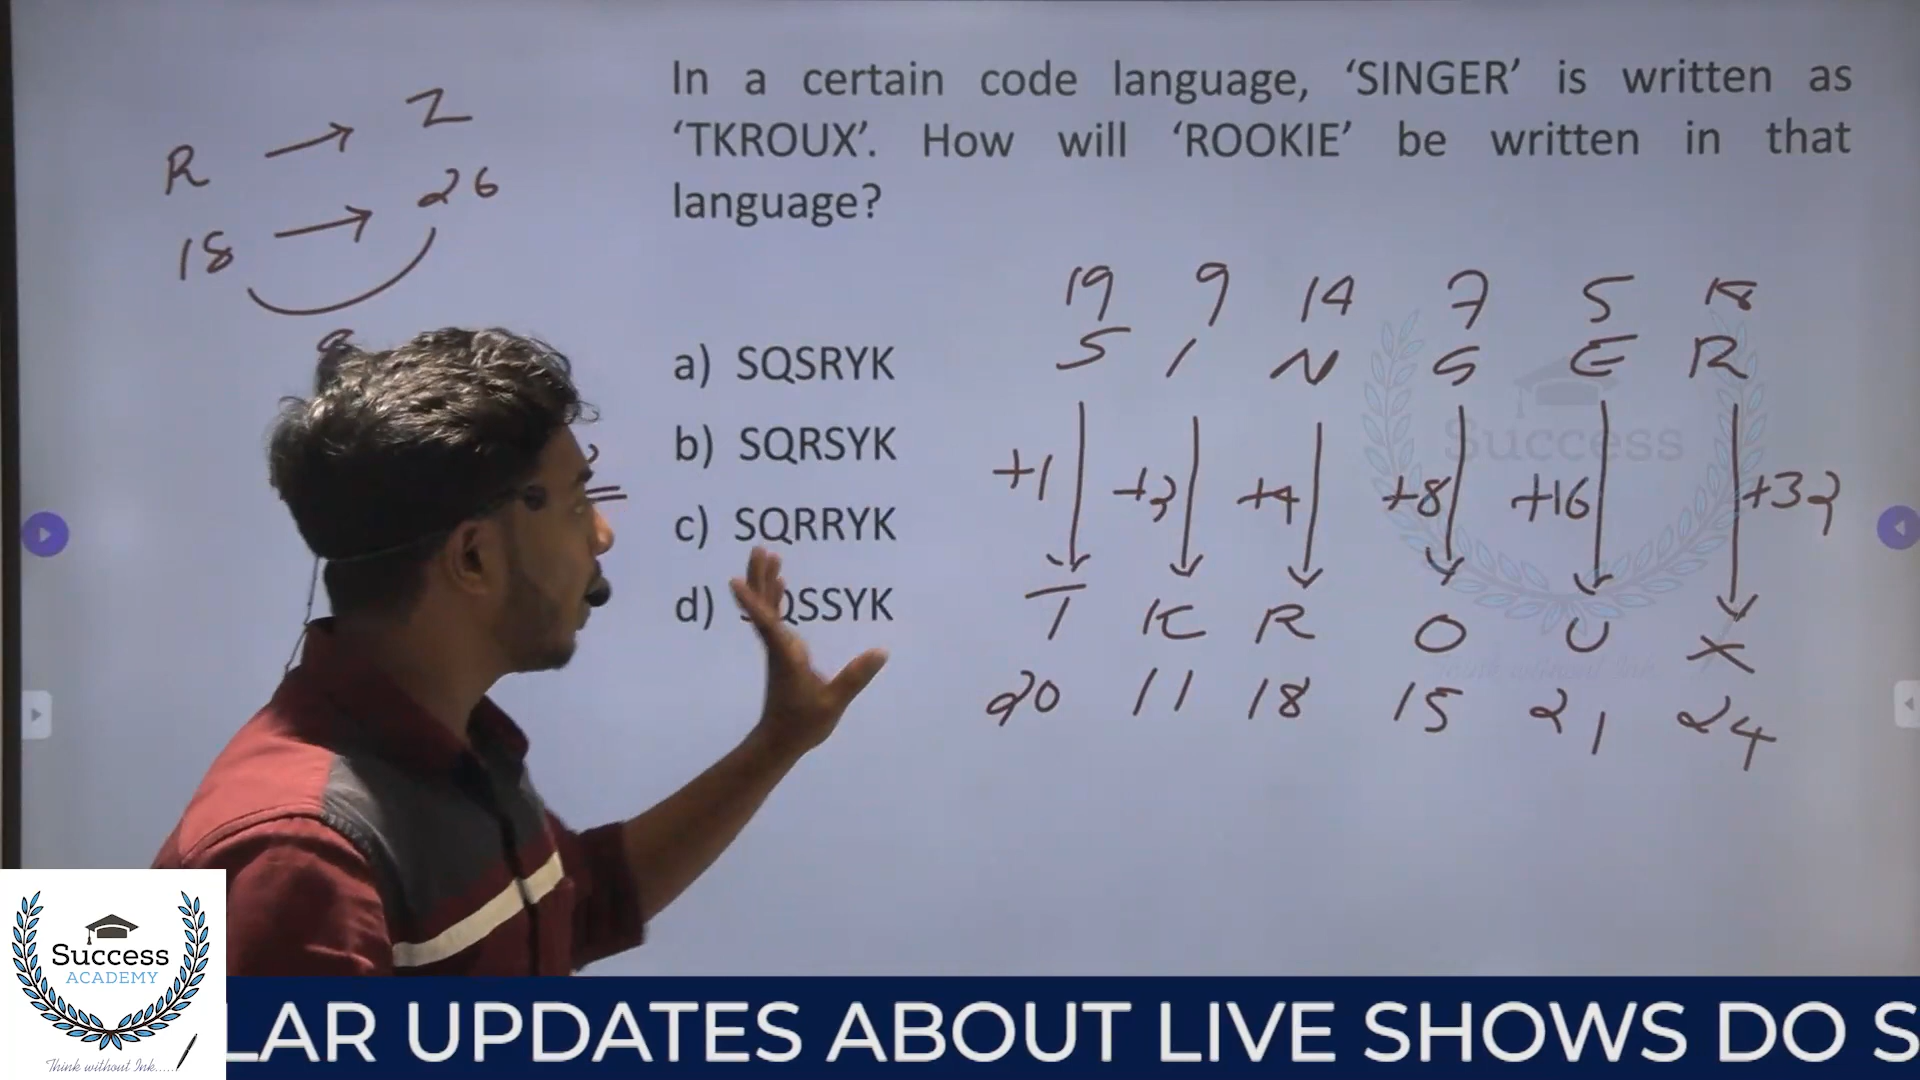 In a certain code language, ‘SINGER’ is written as
‘TKROUX’. How will ‘ROOKIE’ be written in that
language?
R → Z
18 → 26
a) SQSRYK
b) SQRSYK
c) SQRRYK
d) QSSYK
19 9 14 7 5 18
S I N G E R
+1 +2 +4 +8 +16 +32
T K R O U X
20 11 18 15 21 24
Success
Success
ACADEMY
Think without Ink.....
LAR UPDATES ABOUT LIVE SHOWS DO S